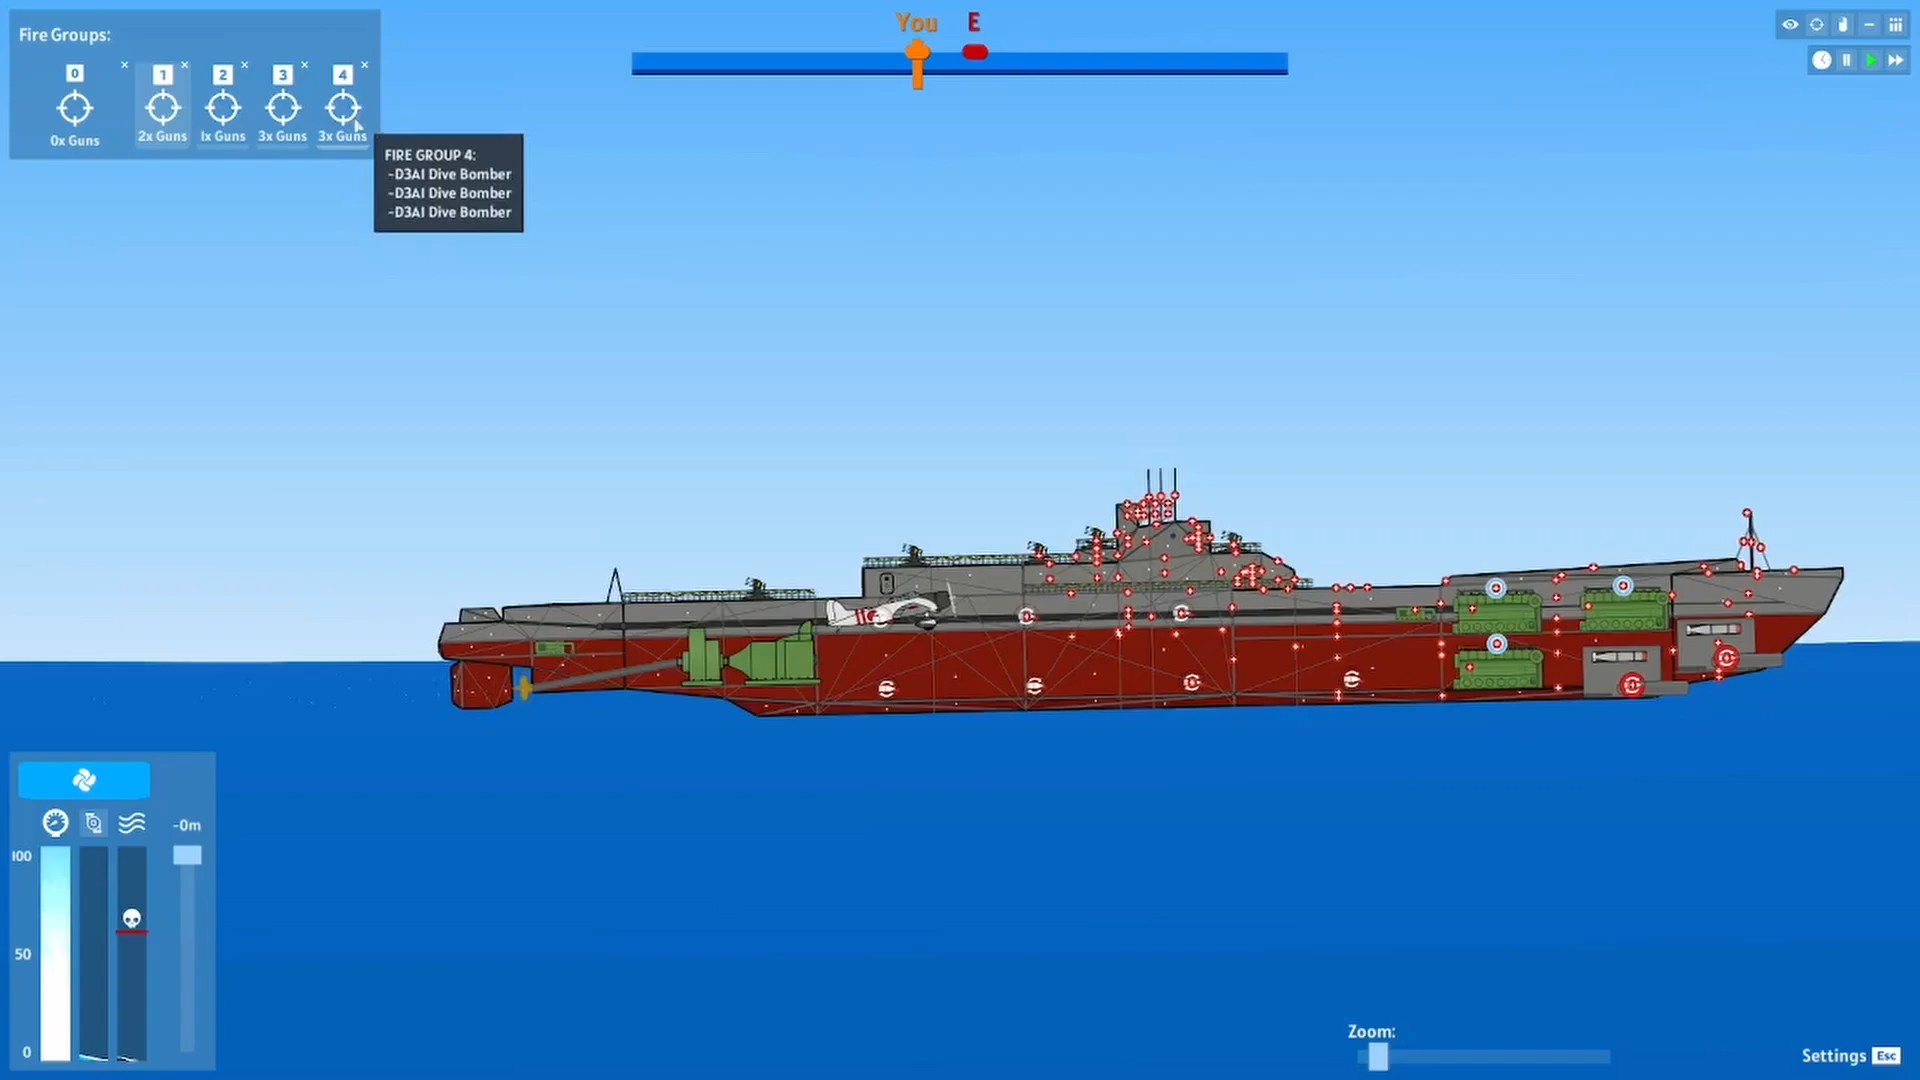 Fire Groups:
0 1 2 3 4
0x Guns 2x Guns 1x Guns 3x Guns 3x Guns
FIRE GROUP 4:
-D3A1 Dive Bomber
-D3A1 Dive Bomber
-D3A1 Dive Bomber
You E
-0m
100
50
0
Zoom:
Settings Esc